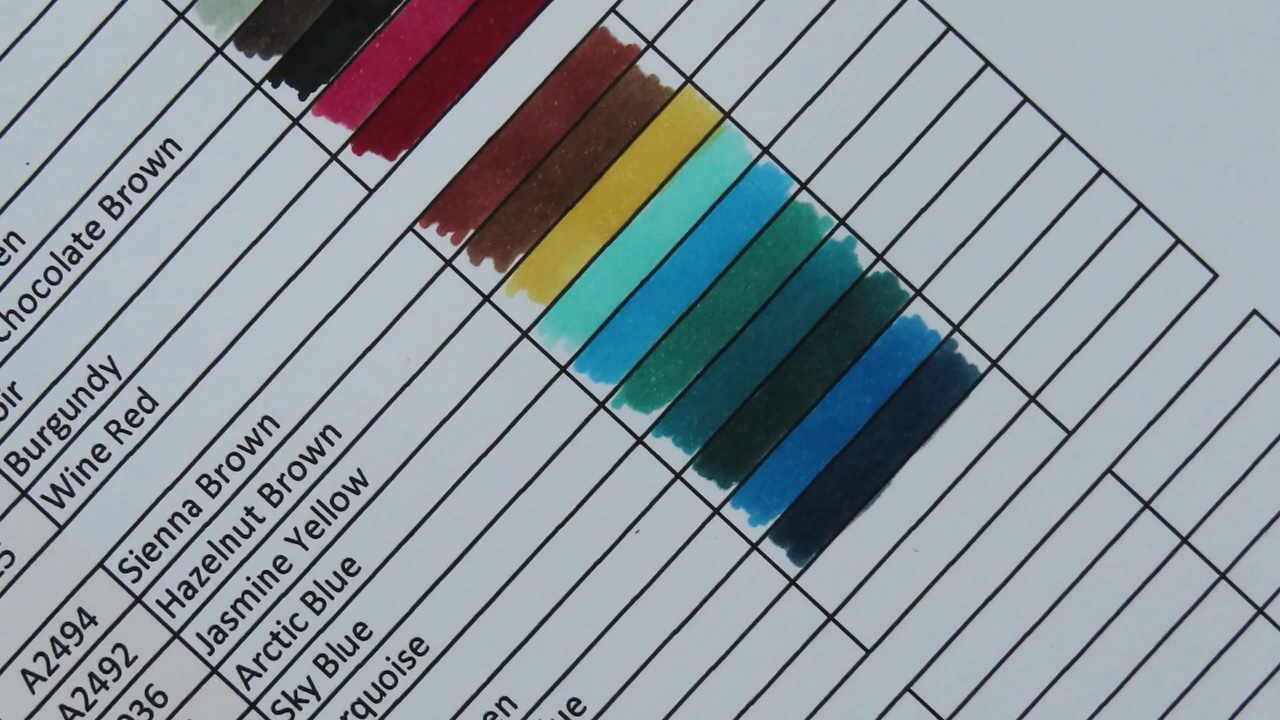 Chocolate Brown
Burgundy
Wine Red
A2494 Sienna Brown
A2492 Hazelnut Brown
Jasmine Yellow
Arctic Blue
Sky Blue